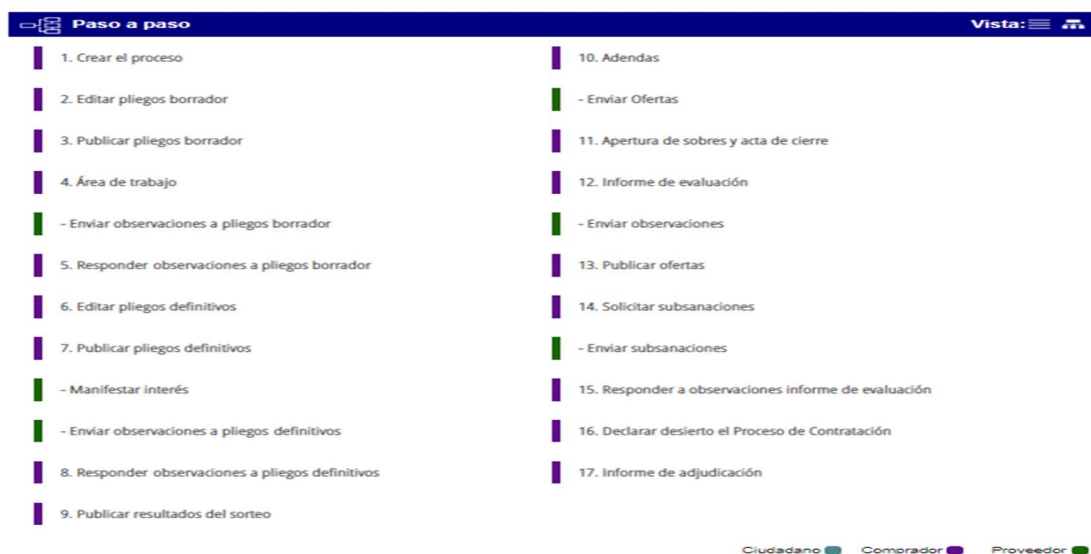 Paso a paso
Vista:
1. Crear el proceso
2. Editar pliegos borrador
3. Publicar pliegos borrador
4. Área de trabajo
- Enviar observaciones a pliegos borrador
5. Responder observaciones a pliegos borrador
6. Editar pliegos definitivos
7. Publicar pliegos definitivos
- Manifestar interés
- Enviar observaciones a pliegos definitivos
8. Responder observaciones a pliegos definitivos
9. Publicar resultados del sorteo
10. Adendas
- Enviar Ofertas
11. Apertura de sobres y acta de cierre
12. Informe de evaluación
- Enviar observaciones
13. Publicar ofertas
14. Solicitar subsanaciones
- Enviar subsanaciones
15. Responder a observaciones informe de evaluación
16. Declarar desierto el Proceso de Contratación
17. Informe de adjudicación
Ciudadano Comprador Proveedor